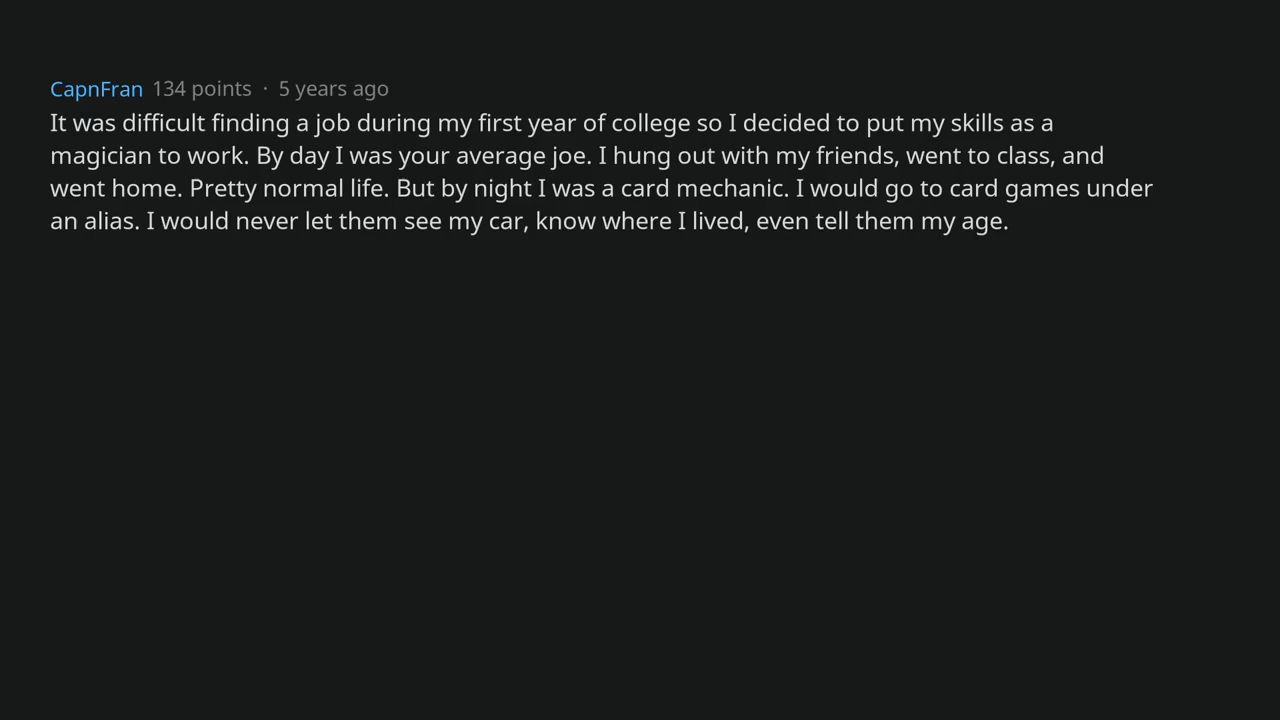 CapnFran 134 points · 5 years ago
It was difficult finding a job during my first year of college so I decided to put my skills as a
magician to work. By day I was your average joe. I hung out with my friends, went to class, and
went home. Pretty normal life. But by night I was a card mechanic. I would go to card games under
an alias. I would never let them see my car, know where I lived, even tell them my age.